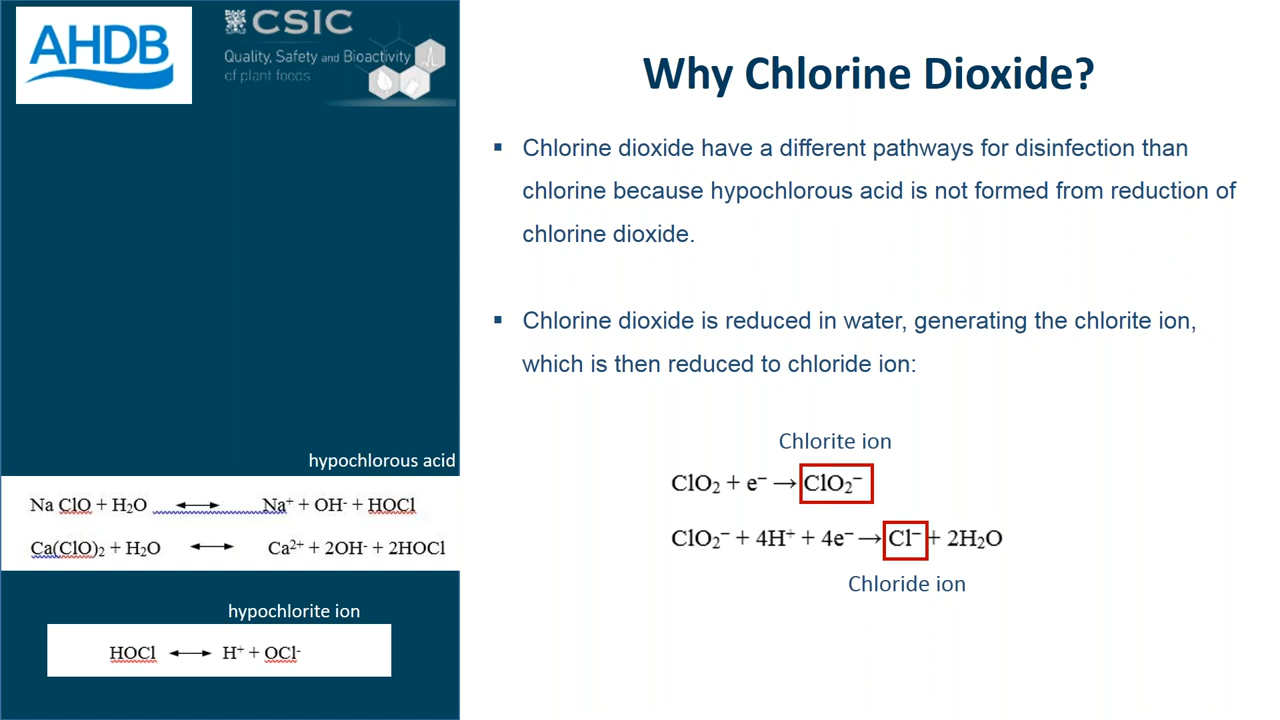 AHDB
CSIC
Quality, Safety and Bioactivity
of plant foods
Why Chlorine Dioxide?
▪ Chlorine dioxide have a different pathways for disinfection than
chlorine because hypochlorous acid is not formed from reduction of
chlorine dioxide.
▪ Chlorine dioxide is reduced in water, generating the chlorite ion,
which is then reduced to chloride ion:
Chlorite ion
ClO₂ + e⁻ → ClO₂⁻
ClO₂⁻ + 4H⁺ + 4e⁻ → Cl⁻ + 2H₂O
Chloride ion
hypochlorous acid
Na ClO + H₂O ⟷ Na⁺ + OH⁻ + HOCl
Ca(ClO)₂ + H₂O ⟷ Ca²⁺ + 2OH⁻ + 2HOCl
hypochlorite ion
HOCl ⟷ H⁺ + OCl⁻